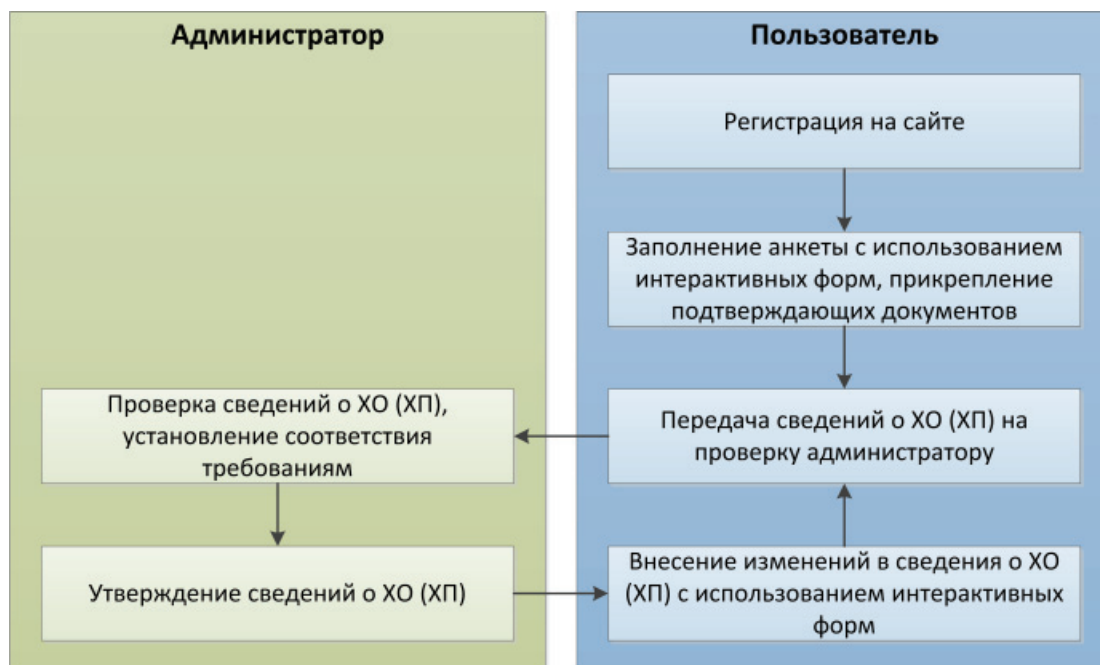 Администратор
Пользователь
Регистрация на сайте
Заполнение анкеты с использованием
интерактивных форм, прикрепление
подтверждающих документов
Проверка сведений о ХО (ХП),
установление соответствия
требованиям
Передача сведений о ХО (ХП) на
проверку администратору
Утверждение сведений о ХО (ХП)
Внесение изменений в сведения о ХО
(ХП) с использованием интерактивных
форм